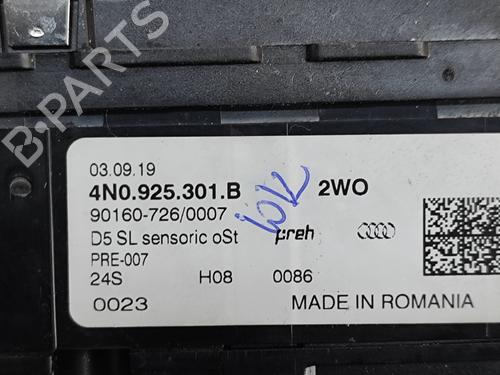 03.09.19
4N0.925.301.B 2WO
90160-726/0007
D5 SL sensoric oSt preh
PRE-007
24S H08 0086
0023 MADE IN ROMANIA
B-PARTS